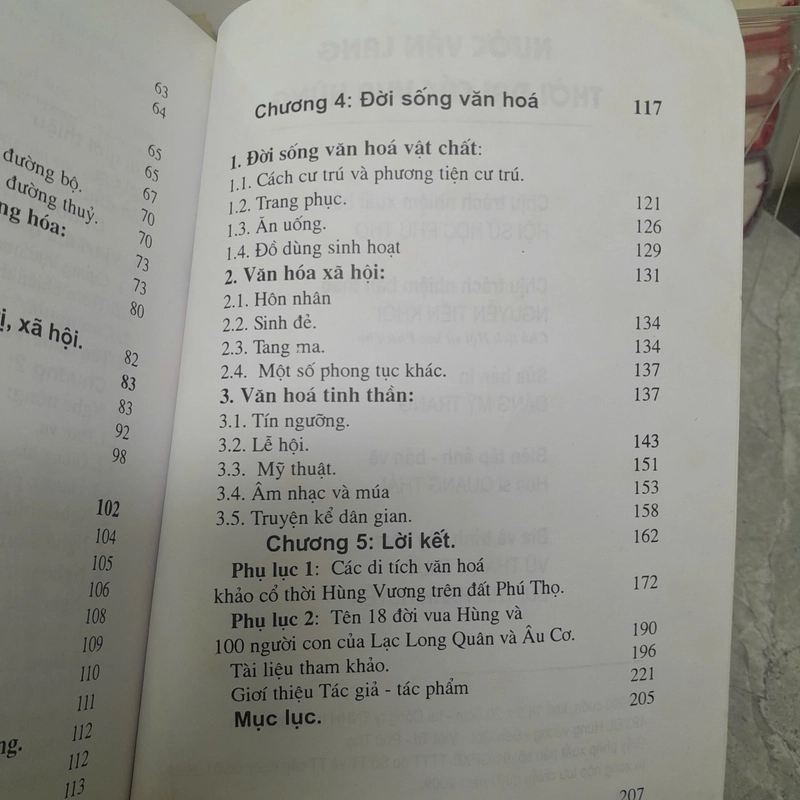 63
64
65
đường bộ. 65
đường thuỷ. 67
ng hóa: 70
70
73
73
80
ị, xã hội. 82
83
83
92
98
102
104
105
106
108
109
110
111
112
ng. 112
113
Chương 4: Đời sống văn hoá 117
1. Đời sống văn hoá vật chất:
1.1. Cách cư trú và phương tiện cư trú.
1.2. Trang phục. 121
1.3. Ăn uống. 126
1.4. Đồ dùng sinh hoạt 129
2. Văn hóa xã hội: 131
2.1. Hôn nhân
2.2. Sinh đẻ. 134
2.3. Tang ma. 134
2.4. Một số phong tục khác. 137
3. Văn hoá tinh thần: 137
3.1. Tín ngưỡng.
3.2. Lễ hội. 143
3.3. Mỹ thuật. 151
3.4. Âm nhạc và múa 153
3.5. Truyện kể dân gian. 158
Chương 5: Lời kết. 162
Phụ lục 1: Các di tích văn hoá
khảo cổ thời Hùng Vương trên đất Phú Thọ. 172
Phụ lục 2: Tên 18 đời vua Hùng và
100 người con của Lạc Long Quân và Âu Cơ. 190
Tài liệu tham khảo. 196
Giơí thiệu Tác giả - tác phẩm 221
Mục lục. 205
207